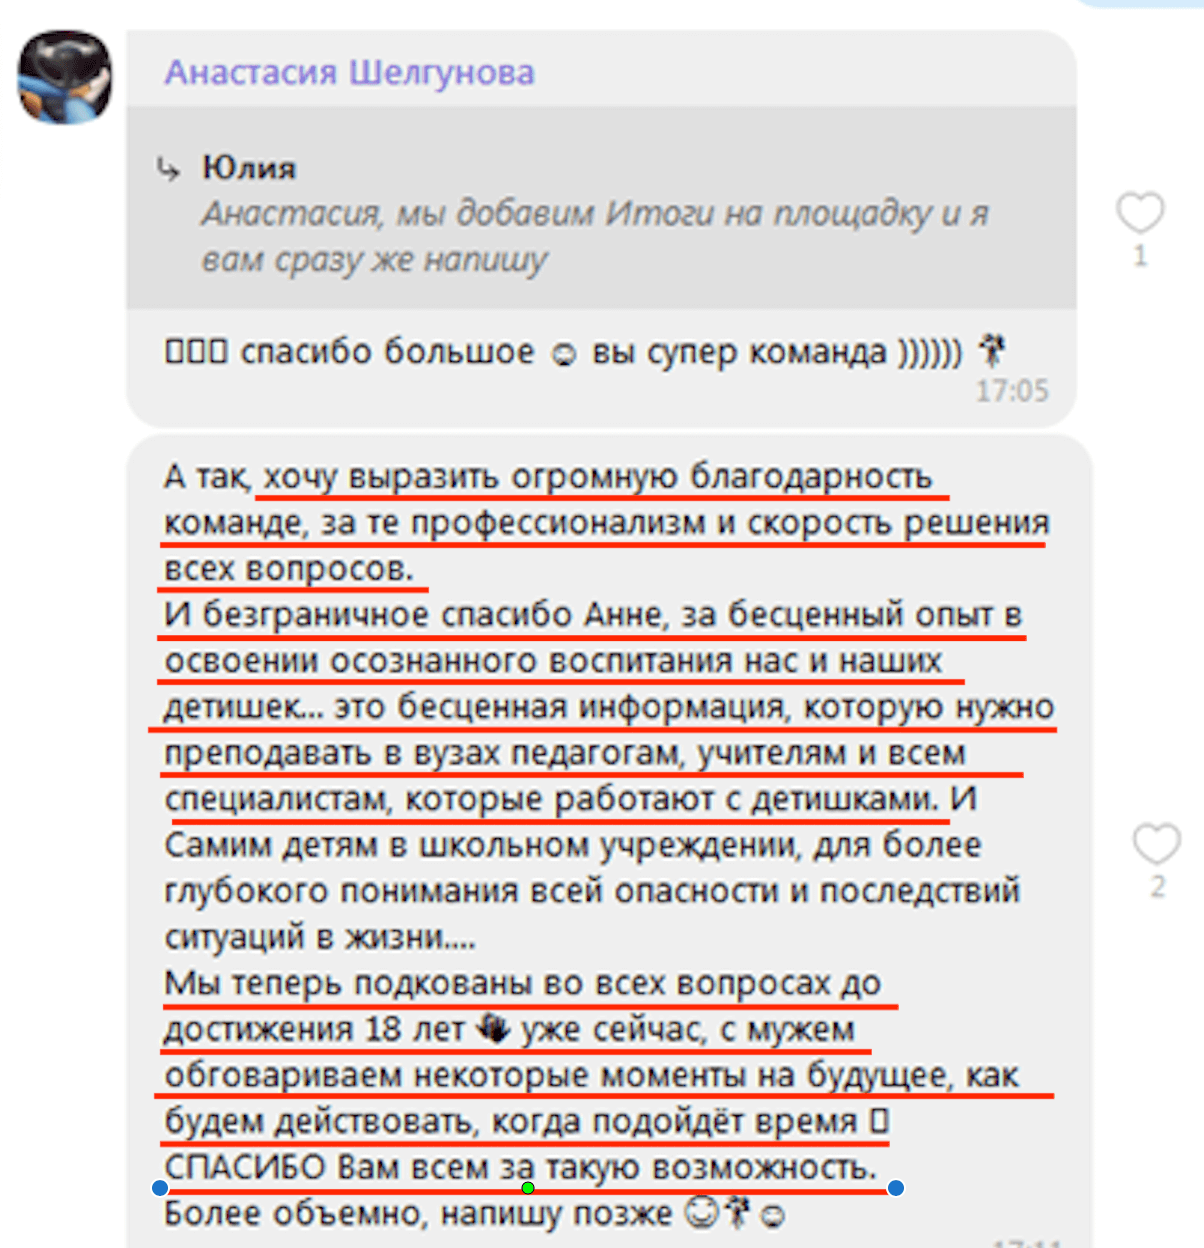 Анастасия Шелгунова
↳ Юлия
Анастасия, мы добавим Итоги на площадку и я
вам сразу же напишу
1
спасибо большое ☺ вы супер команда )))))) 💐
17:05
А так, хочу выразить огромную благодарность
команде, за те профессионализм и скорость решения
всех вопросов.
И безграничное спасибо Анне, за бесценный опыт в
освоении осознанного воспитания нас и наших
детишек... это бесценная информация, которую нужно
преподавать в вузах педагогам, учителям и всем
специалистам, которые работают с детишками. И
Самим детям в школьном учреждении, для более
2
глубокого понимания всей опасности и последствий
ситуаций в жизни....
Мы теперь подкованы во всех вопросах до
достижения 18 лет 👏 уже сейчас, с мужем
обговариваем некоторые моменты на будущее, как
будем действовать, когда подойдёт время
СПАСИБО Вам всем за такую возможность.
Более объемно, напишу позже ☺💐☺